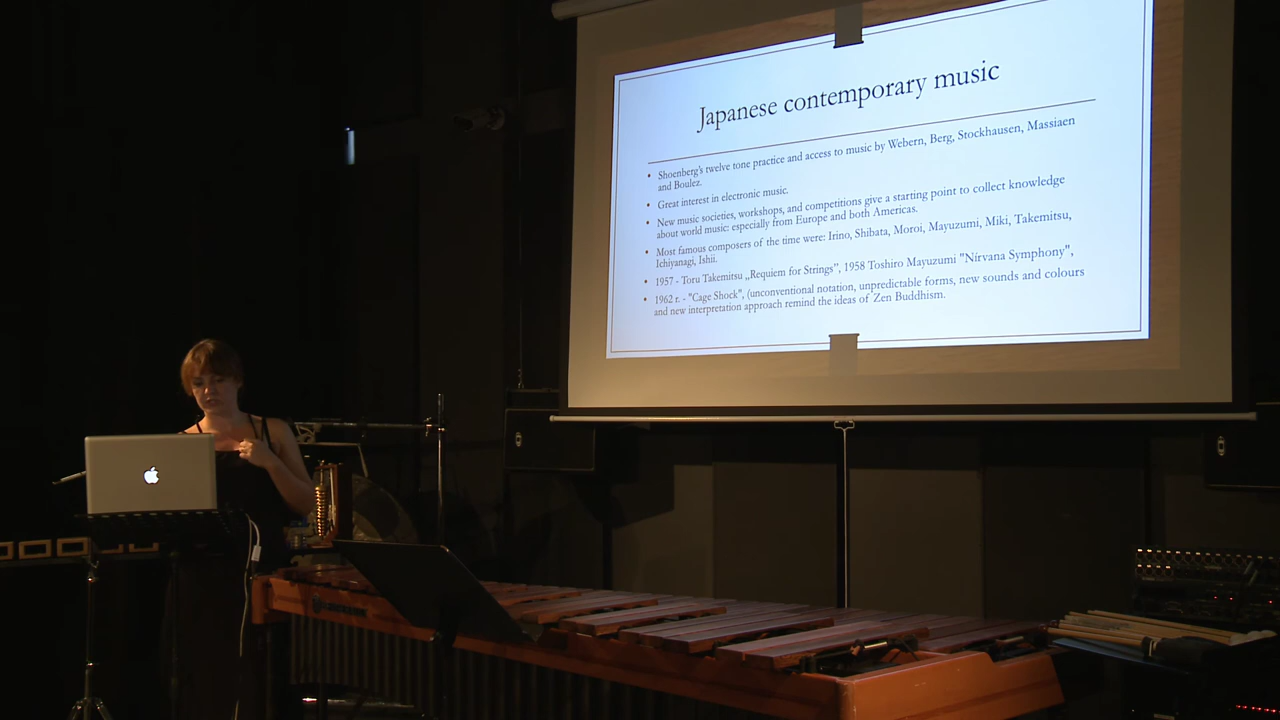 Japanese contemporary music
• Shoenberg's twelve tone practice and access to music by Webern, Berg, Stockhausen, Massiaen
and Boulez.
• Great interest in electronic music.
• New music societies, workshops, and competitions give a starting point to collect knowledge
about world music: especially from Europe and both Americas.
• Most famous composers of the time were: Irino, Shibata, Moroi, Mayuzumi, Miki, Takemitsu,
Ichiyanagi, Ishii.
• 1957 - Toru Takemitsu „Requiem for Strings”, 1958 Toshiro Mayuzumi "Nirvana Symphony",
• 1962 r. - "Cage Shock", (unconventional notation, unpredictable forms, new sounds and colours
and new interpretation approach remind the ideas of Zen Buddhism.